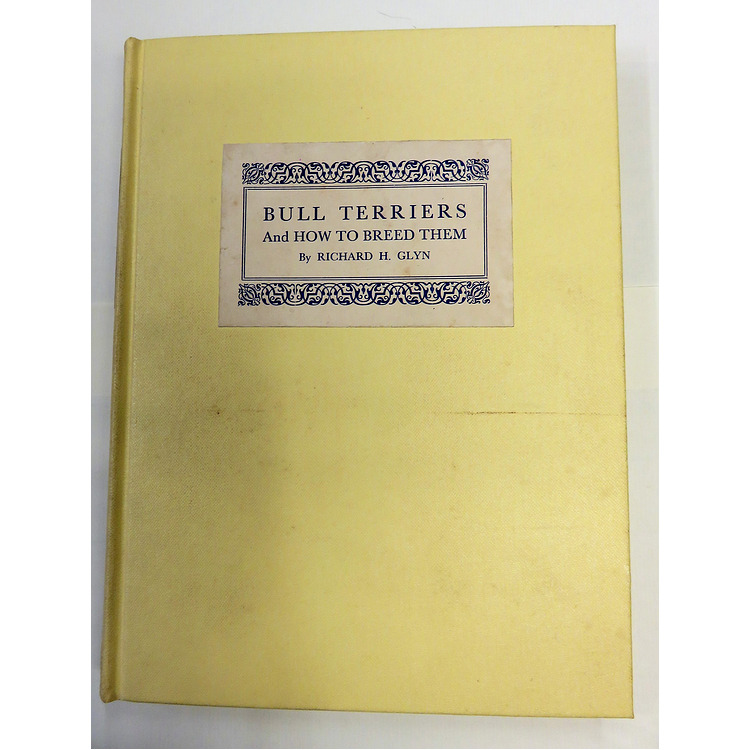 BULL TERRIERS
And HOW TO BREED THEM
By RICHARD H. GLYN